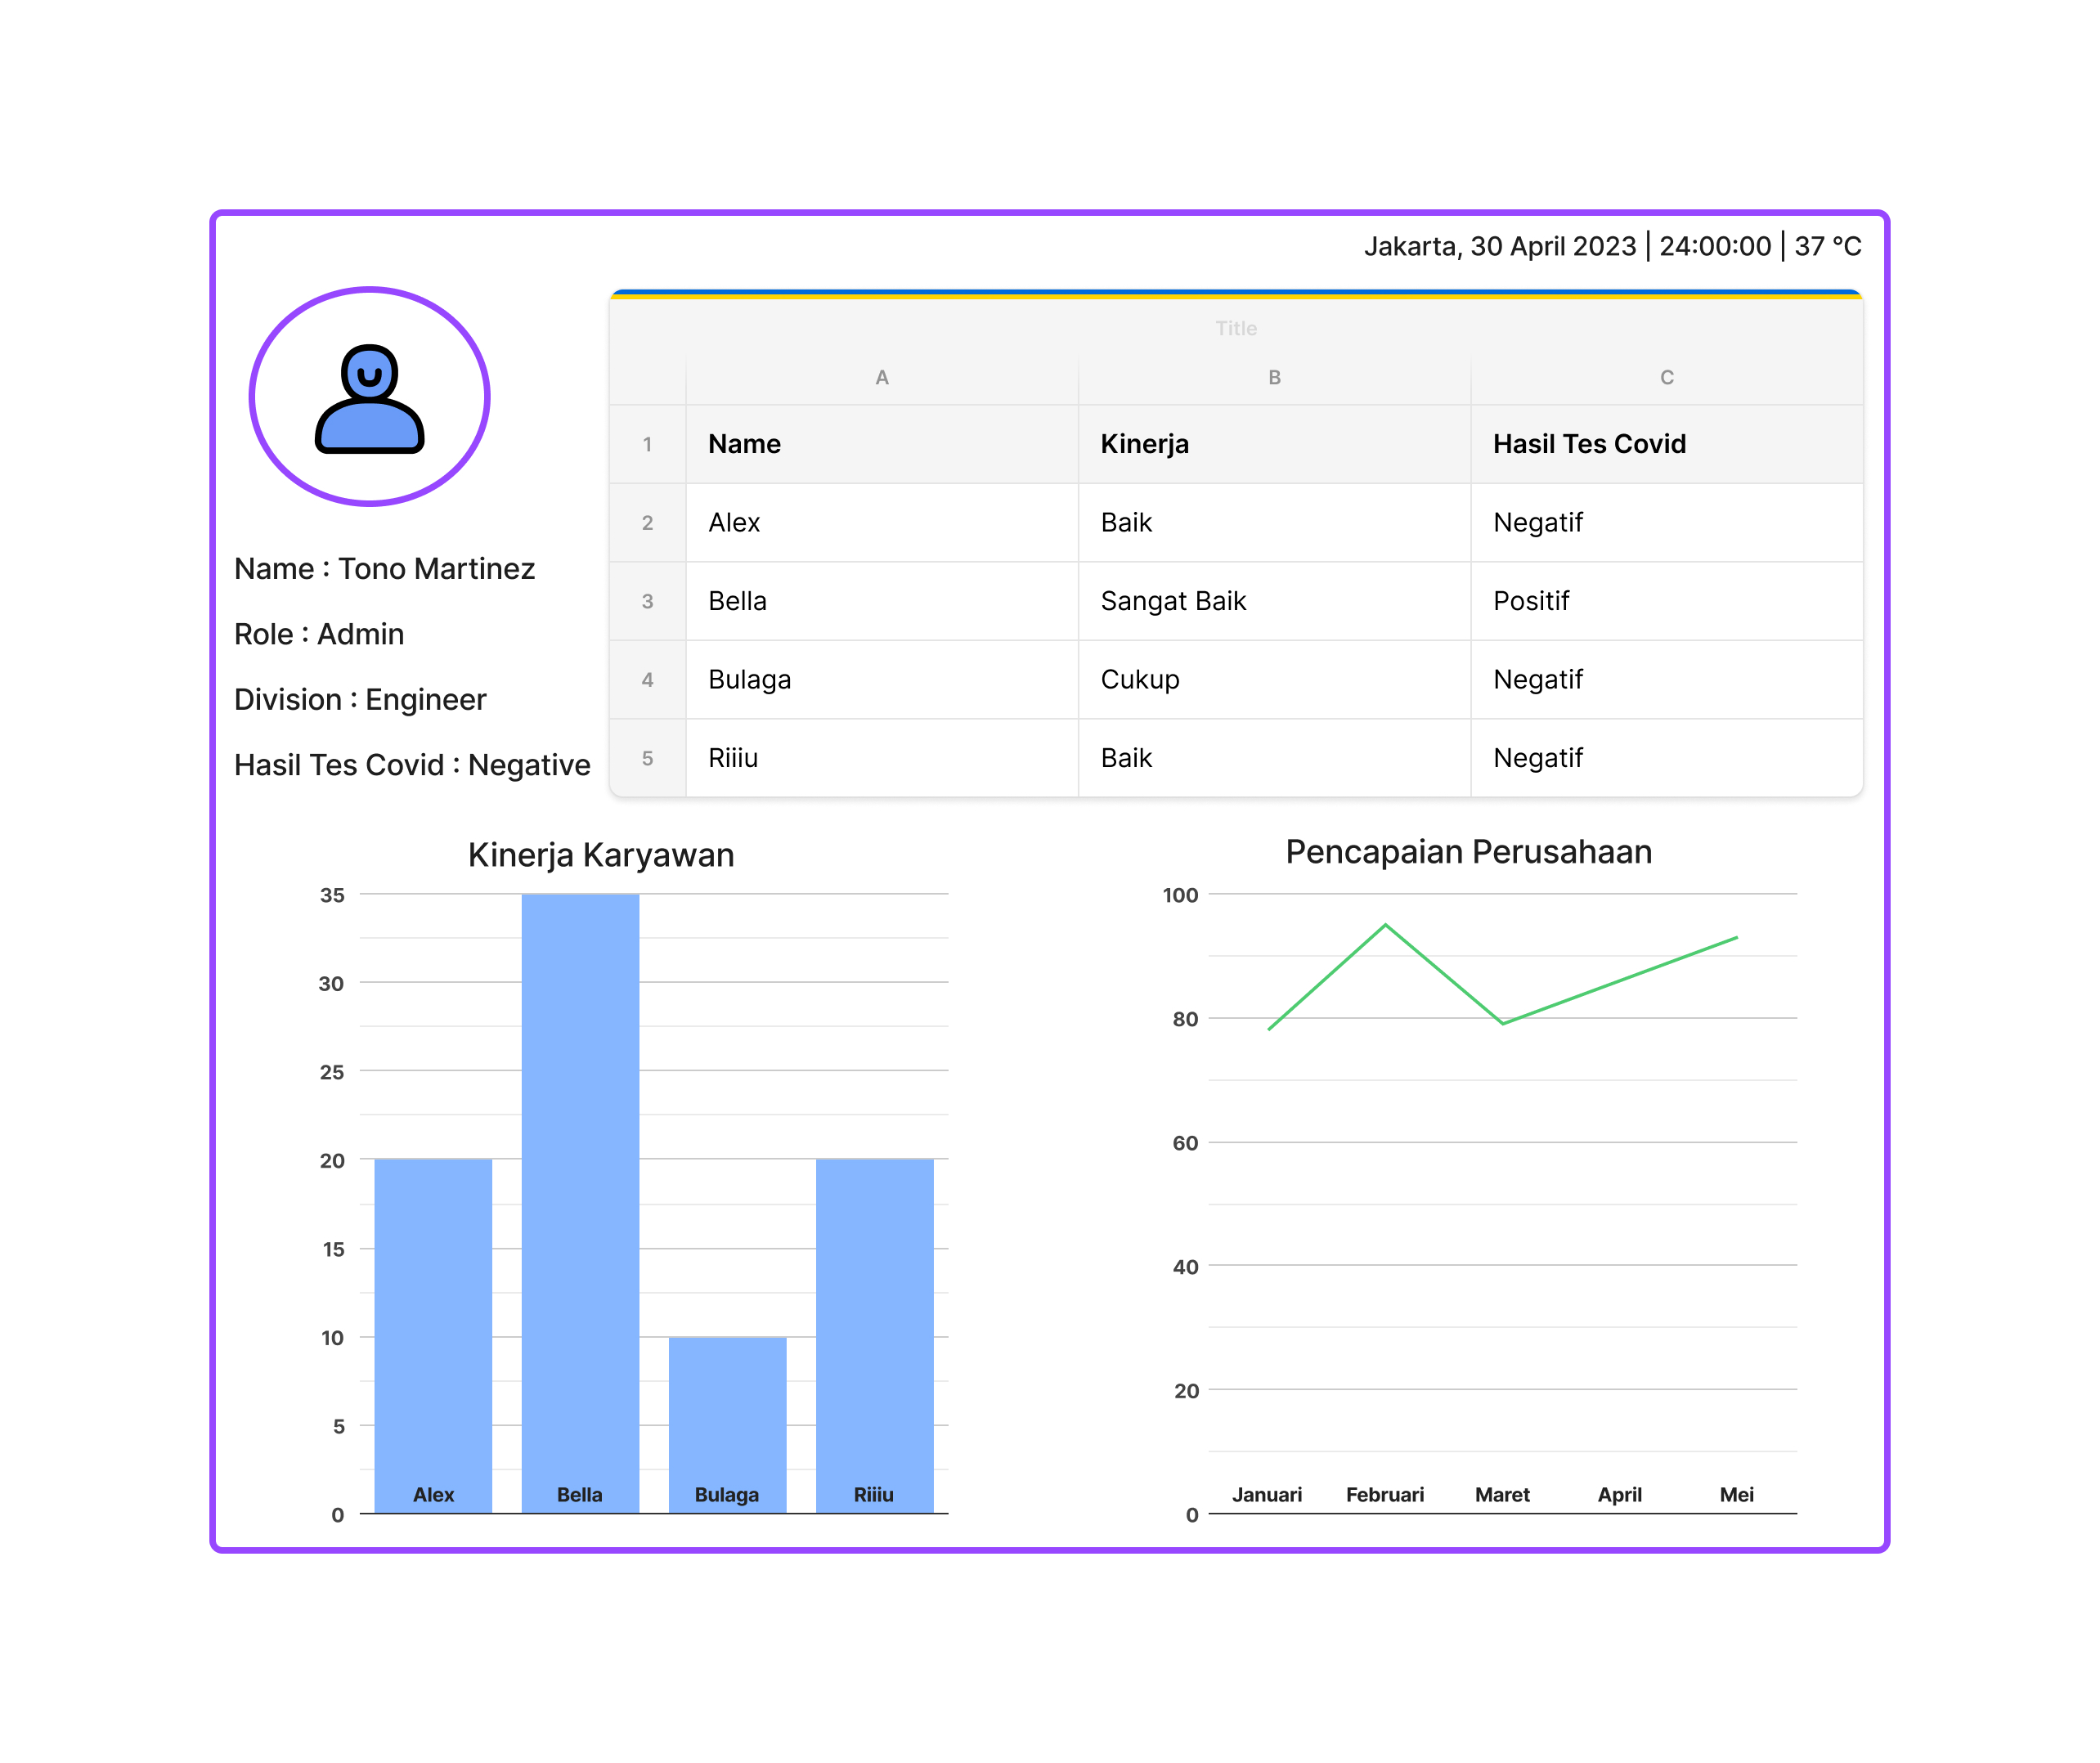 Jakarta, 30 April 2023 | 24:00:00 | 37 °C
Name : Tono Martinez
Role : Admin
Division : Engineer
Hasil Tes Covid : Negative
Title
A B C
1 Name Kinerja Hasil Tes Covid
2 Alex Baik Negatif
3 Bella Sangat Baik Positif
4 Bulaga Cukup Negatif
5 Riiiu Baik Negatif
Kinerja Karyawan
35
30
25
20
15
10
5
0
Alex Bella Bulaga Riiiu
Pencapaian Perusahaan
100
80
60
40
20
0
Januari Februari Maret April Mei